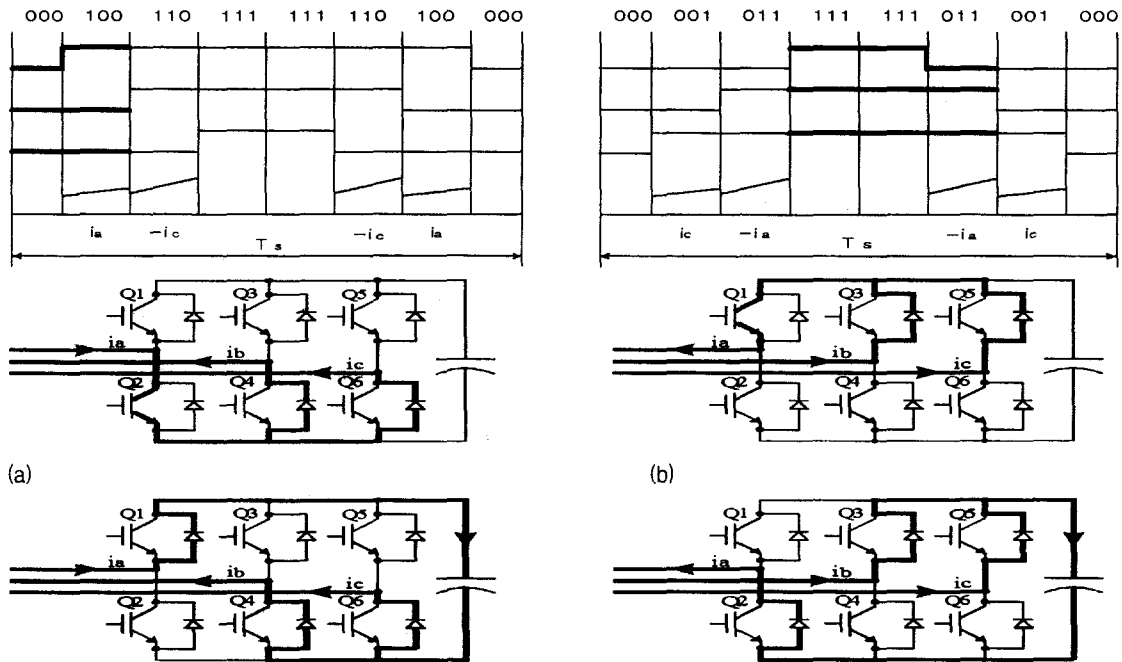 000 100 110 111 111 110 100 000
ia -ic Ts -ic ia
Q1 Q3 Q5
ia
ib
ic
Q2 Q4 Q6
(a)
Q1 Q3 Q5
ia
ib
ic
Q2 Q4 Q6
000 001 011 111 111 011 001 000
ic -ia Ts -ia ic
Q1 Q3 Q5
ia
ib
ic
Q2 Q4 Q6
(b)
Q1 Q3 Q5
ia
ib
ic
Q2 Q4 Q6